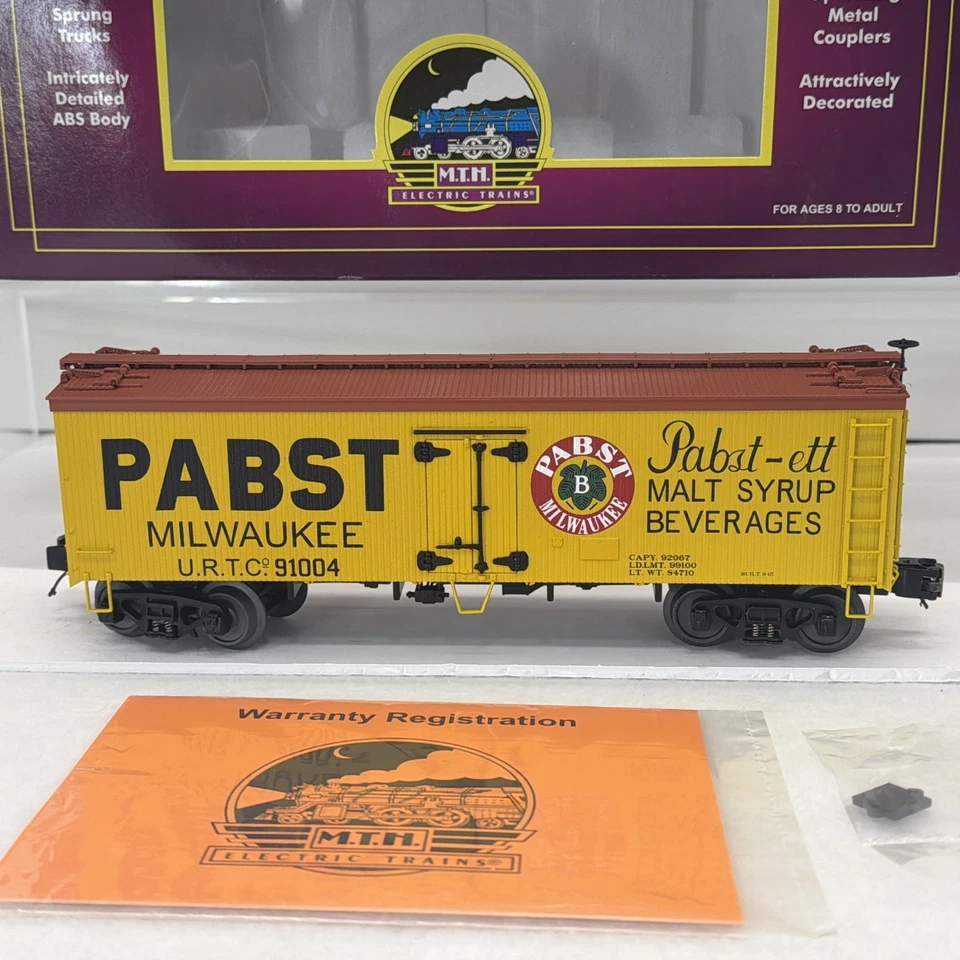 Sprung
Trucks
Intricately
Detailed
ABS Body
Metal
Couplers
Attractively
Decorated
M.T.H.
ELECTRIC TRAINS®
FOR AGES 8 TO ADULT
PABST
MILWAUKEE
U.R.T.Cº. 91004
PABST
B
MILWAUKEE
Pabst-ett
MALT SYRUP
BEVERAGES
CAPY. 92067
LD.LMT. 99100
LT. WT. 84710
Warranty Registration
M.T.H.
ELECTRIC TRAINS®